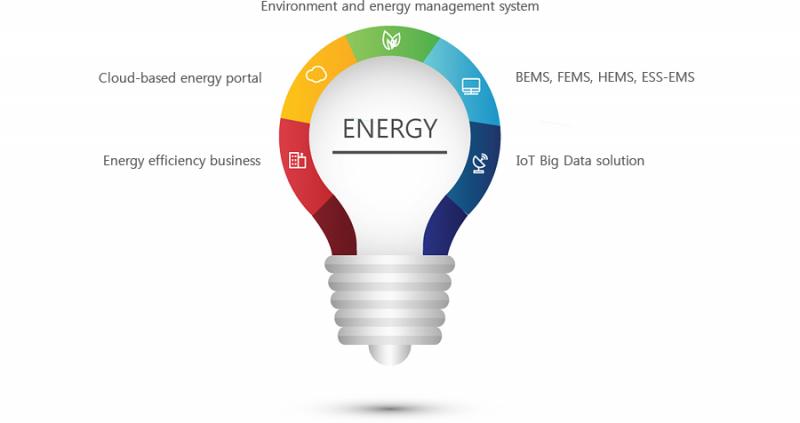 Environment and energy management system
Cloud-based energy portal
BEMS, FEMS, HEMS, ESS-EMS
ENERGY
Energy efficiency business
IoT Big Data solution